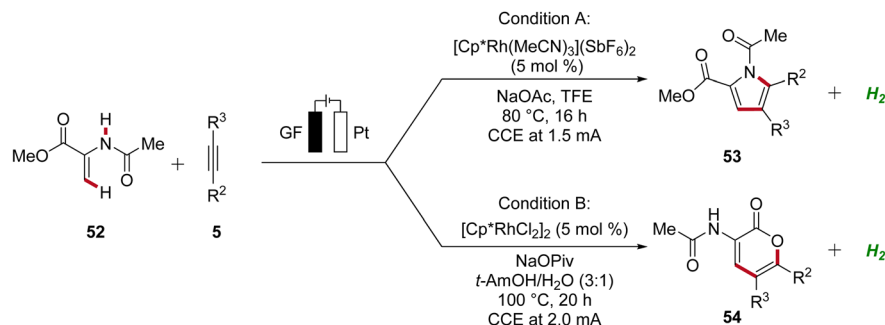 Condition A:
[Cp*Rh(MeCN)3](SbF6)2
(5 mol %)
NaOAc, TFE
80 °C, 16 h
CCE at 1.5 mA
O
Me
O
N
R2
MeO
R3
53
+ H2
O
H
N
Me
MeO
O
H
52
+
R3
R2
5
GF
Pt
Condition B:
[Cp*RhCl2]2 (5 mol %)
NaOPiv
t-AmOH/H2O (3:1)
100 °C, 20 h
CCE at 2.0 mA
Me
H
N
O
O
O
R2
R3
54
+ H2